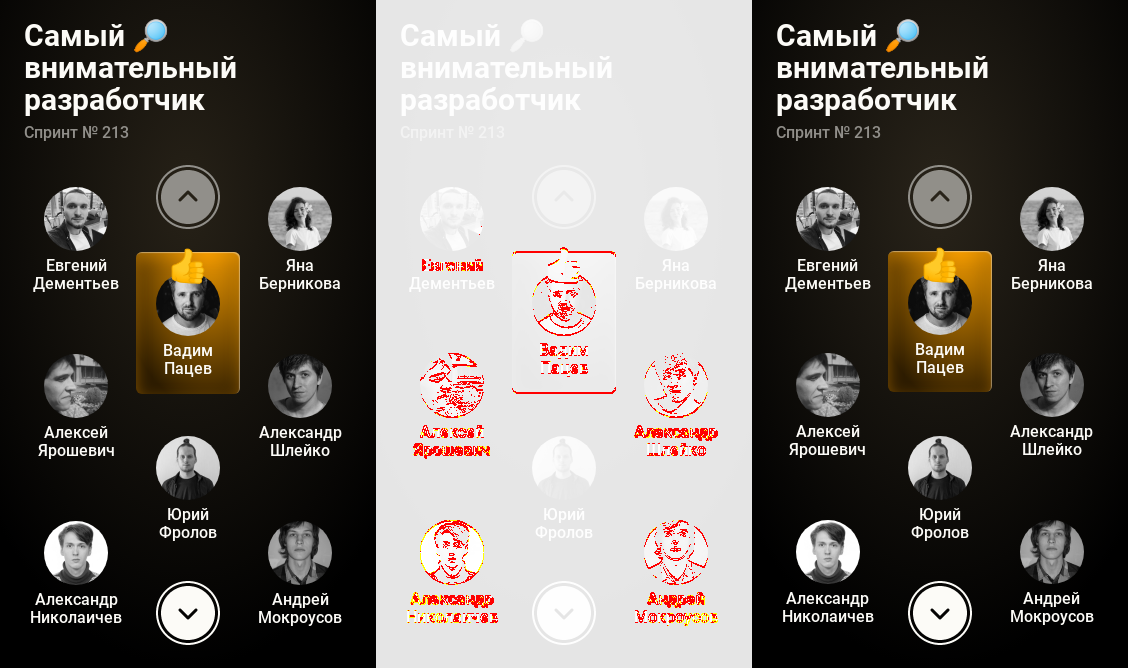 Самый 🔎
внимательный
разработчик
Спринт № 213
Евгений
Дементьев
Яна
Берникова
Вадим
Пацев
Алексей
Ярошевич
Александр
Шлейко
Юрий
Фролов
Александр
Николаичев
Андрей
Мокроусов
Самый 🔎
внимательный
разработчик
Спринт № 213
Евгений
Дементьев
Яна
Берникова
Вадим
Пацев
Алексей
Ярошевич
Александр
Шлейко
Юрий
Фролов
Александр
Николаичев
Андрей
Мокроусов
Самый 🔎
внимательный
разработчик
Спринт № 213
Евгений
Дементьев
Яна
Берникова
Вадим
Пацев
Алексей
Ярошевич
Александр
Шлейко
Юрий
Фролов
Александр
Николаичев
Андрей
Мокроусов